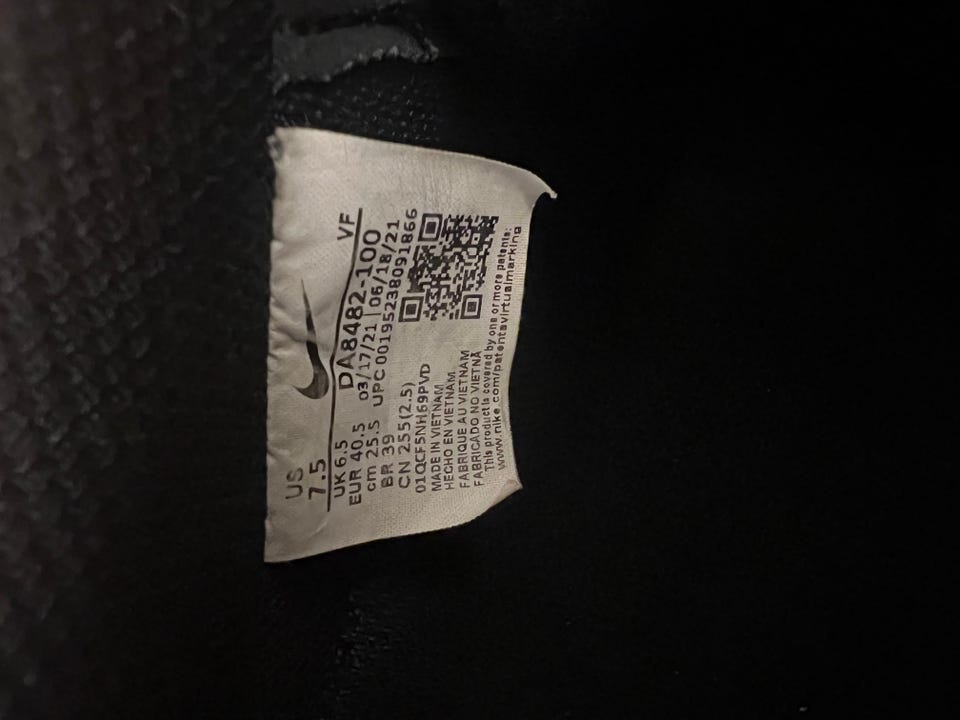 US
7.5
VF
UK 6.5
DA8482-100
EUR 40.5
03/17/21 | 06/18/21
cm 25.5
UPC 00195238091866
BR 39
CN 255(2.5)
01QCF5NH69PVD
MADE IN VIETNAM
HECHO EN VIETNAM
FABRIQUE AU VIETNAM
FABRICADO NO VIETNÃ
This product is covered by one or more patents:
www.nike.com/patentsvirtualmarking